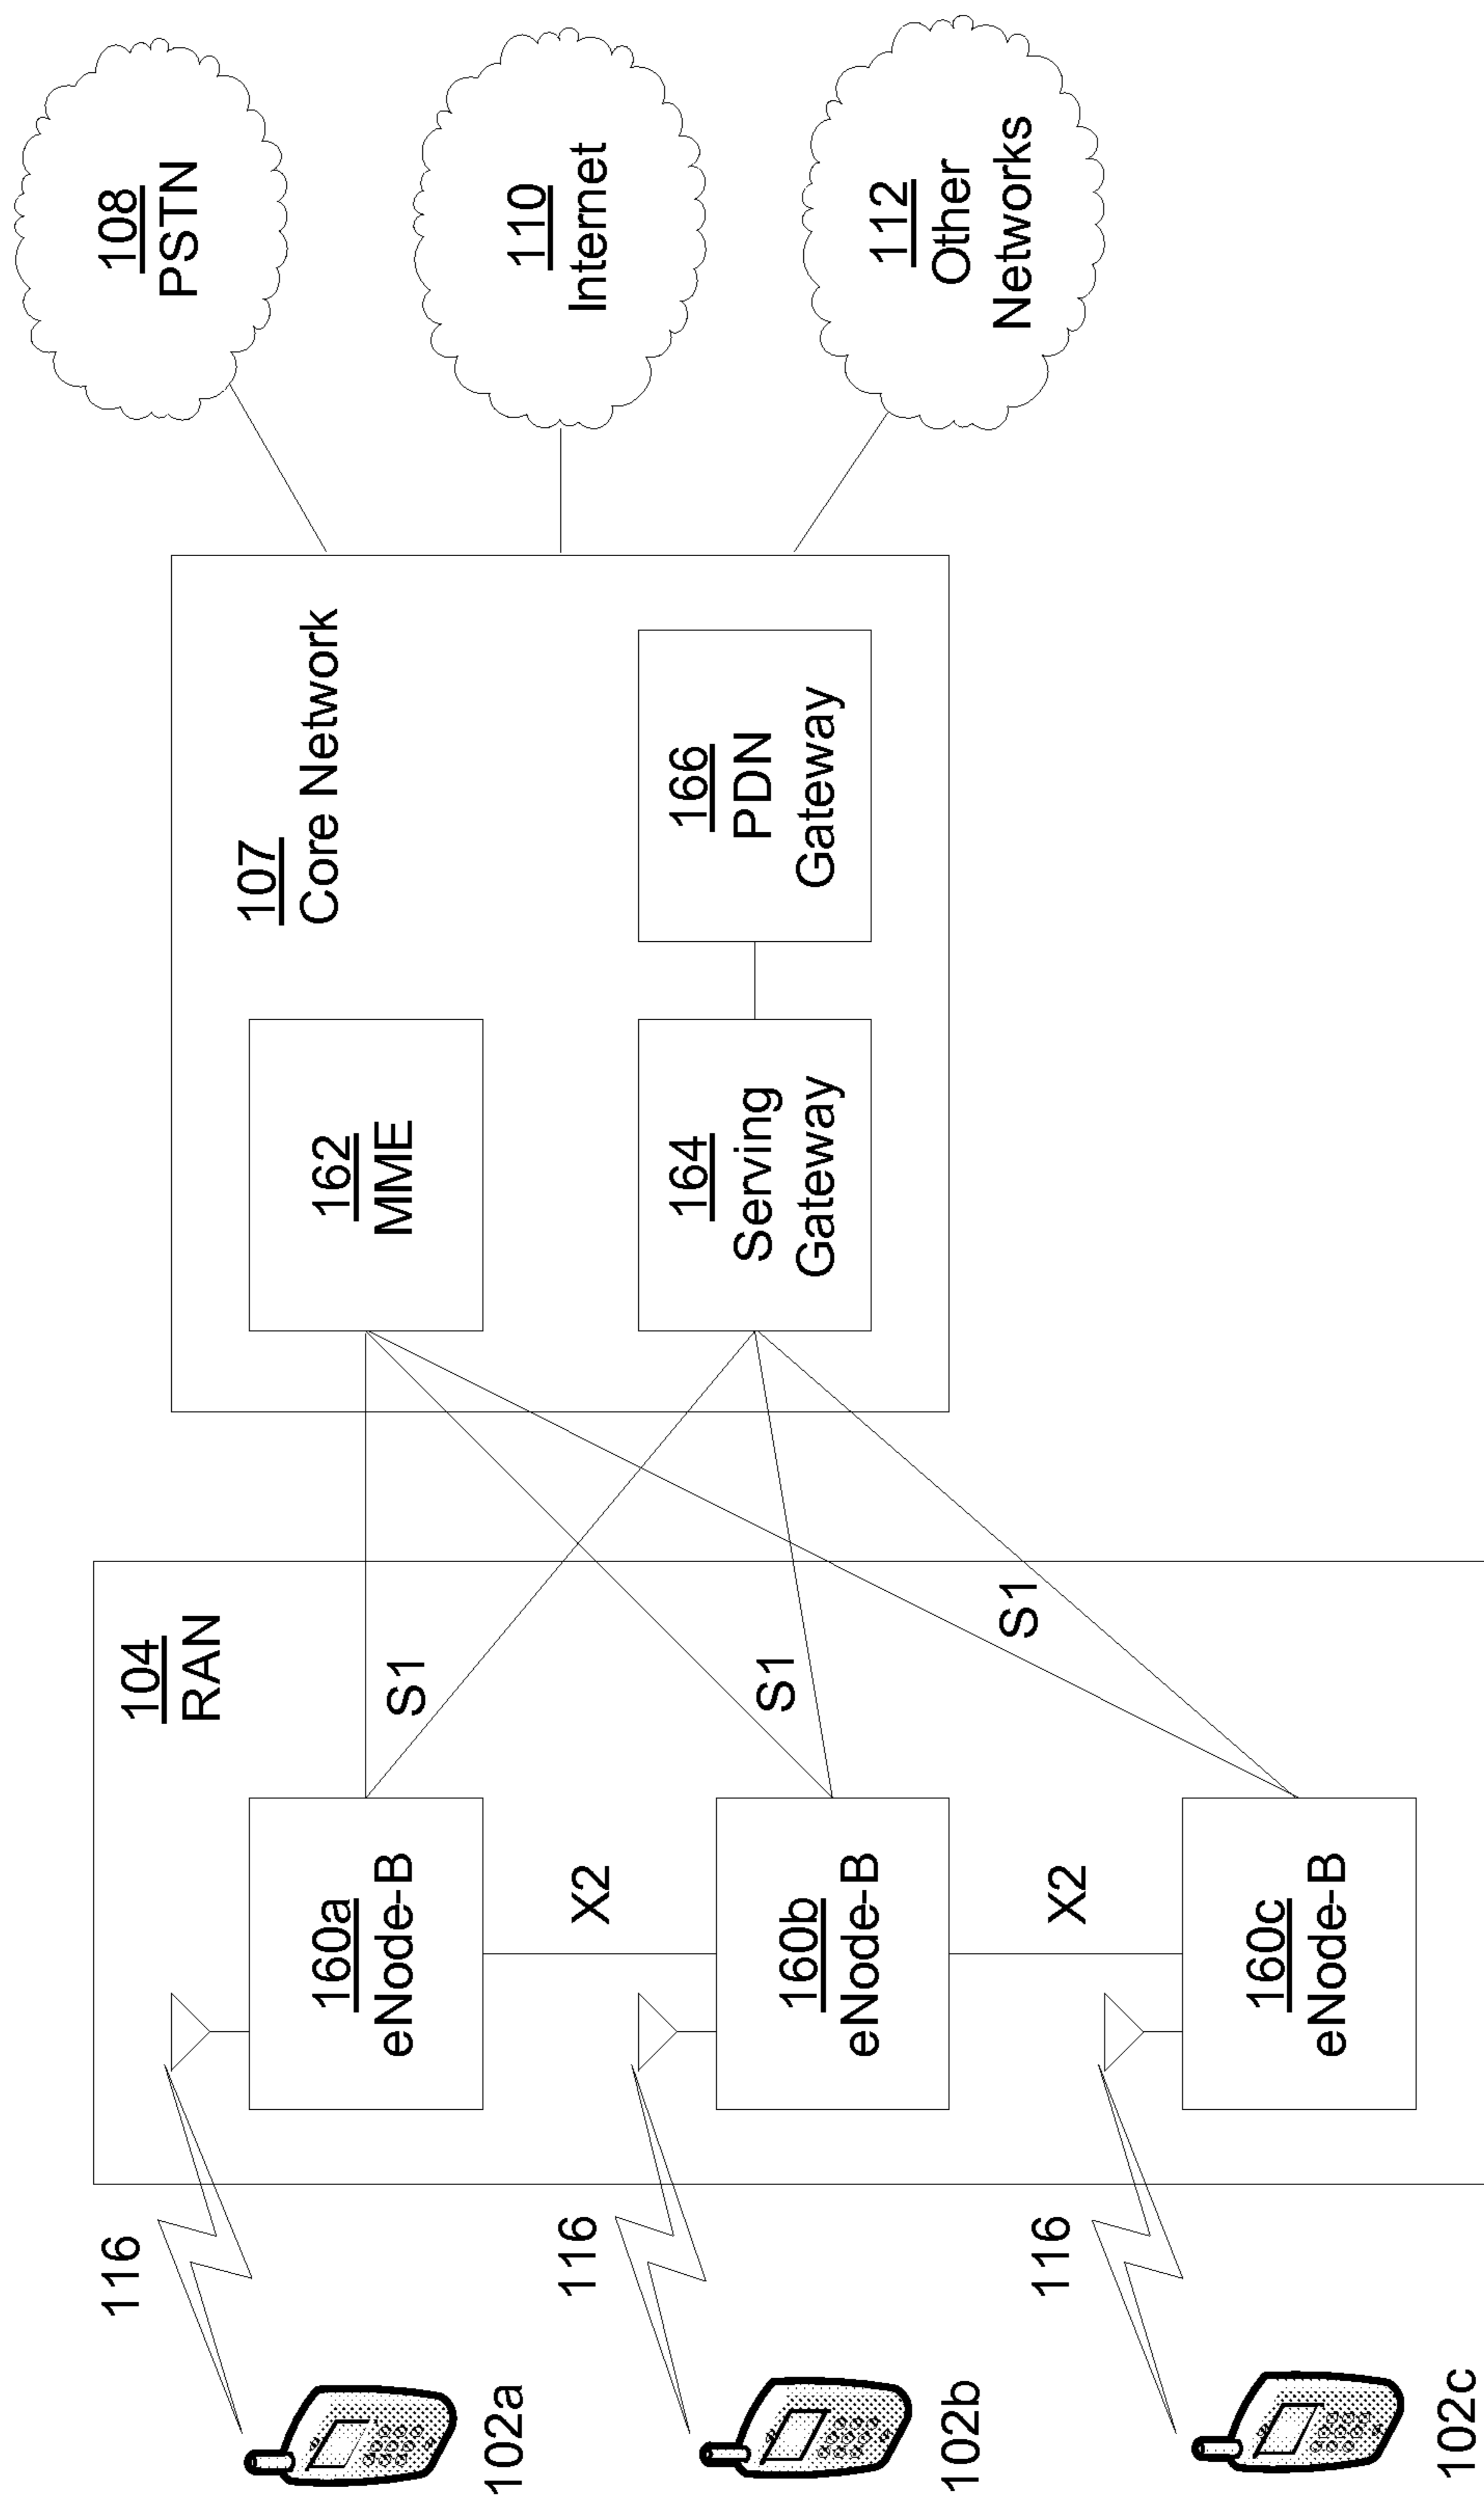 116
102a
116
102b
116
102c
104
RAN
160a
eNode-B
X2
160b
eNode-B
X2
160c
eNode-B
S1
S1
S1
107
Core Network
162
MME
164
Serving
Gateway
166
PDN
Gateway
108
PSTN
110
Internet
112
Other
Networks